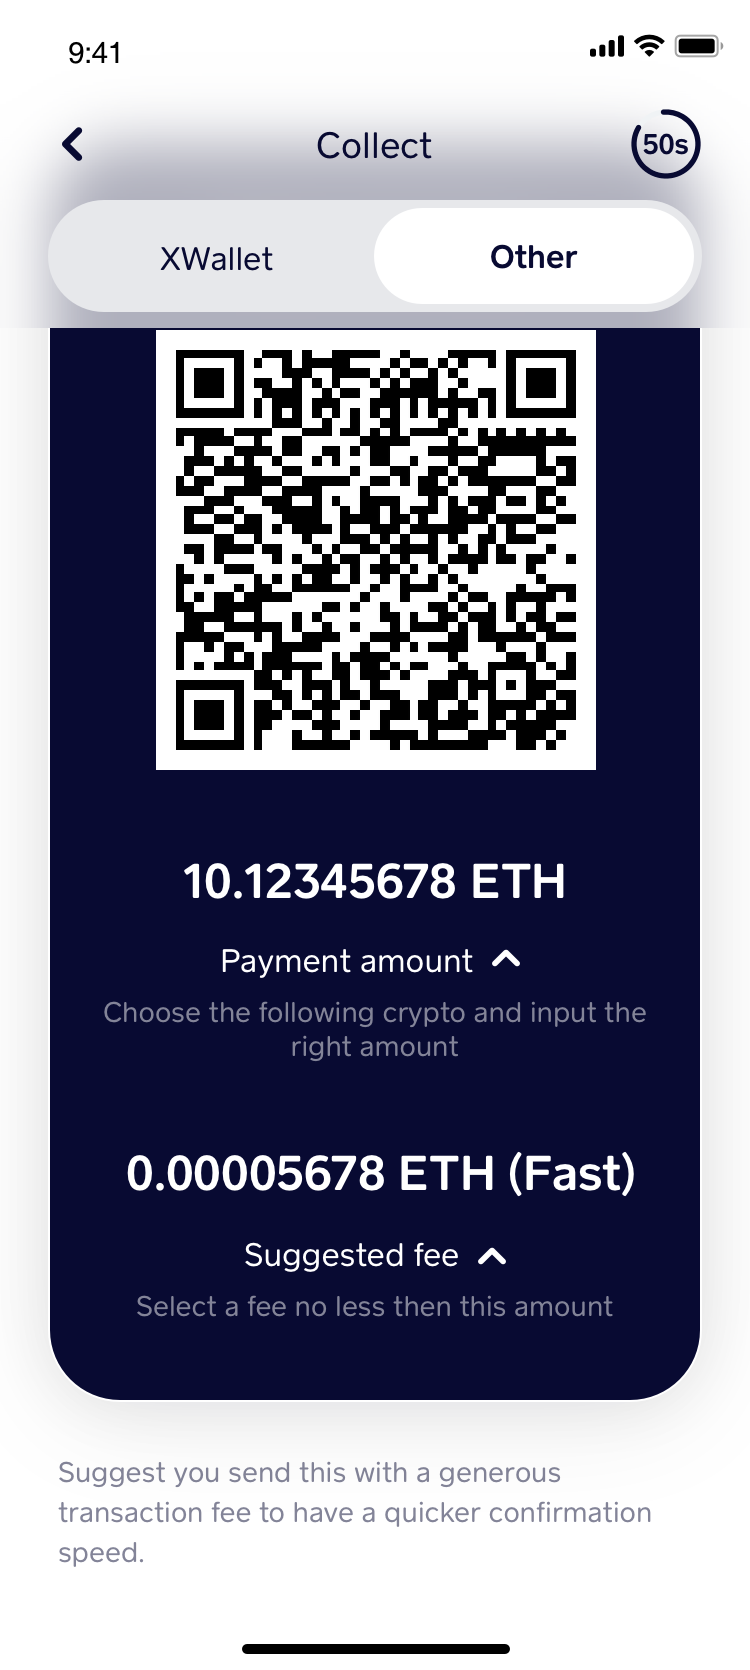 9:41
Collect
50s
XWallet
Other
10.12345678 ETH
Payment amount
Choose the following crypto and input the
right amount
0.00005678 ETH (Fast)
Suggested fee
Select a fee no less then this amount
Suggest you send this with a generous
transaction fee to have a quicker confirmation
speed.